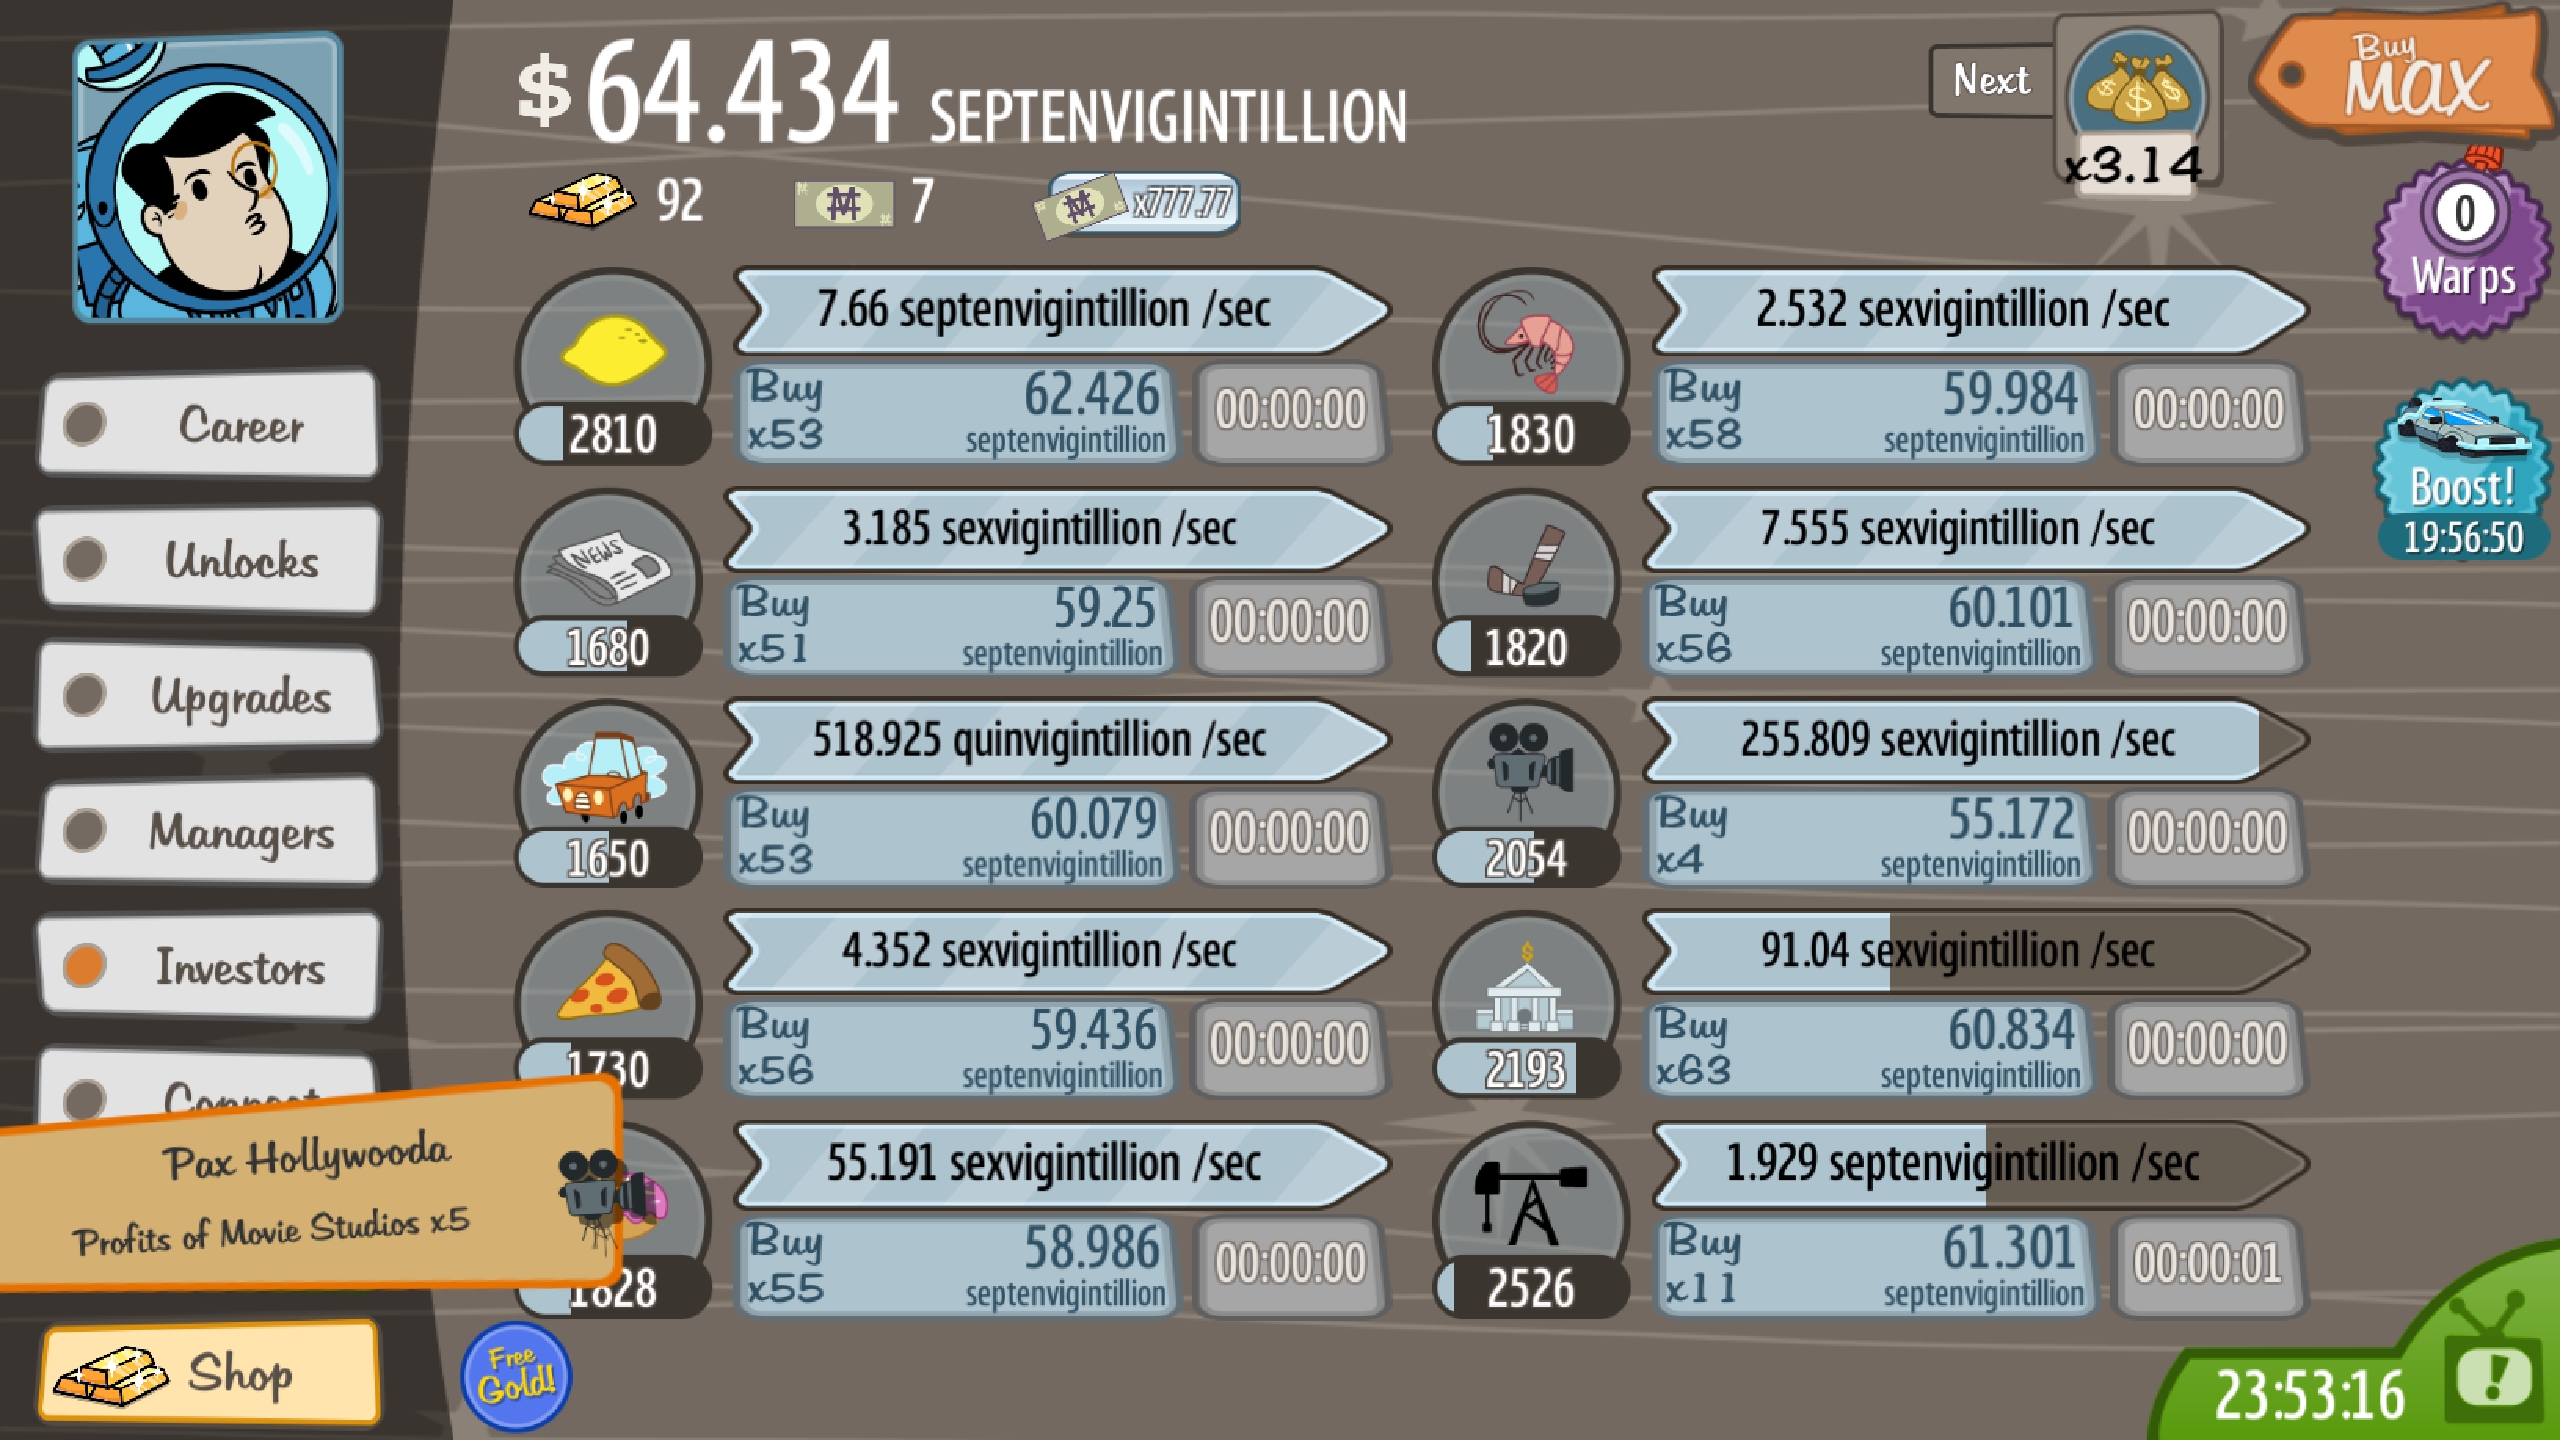 $64.434 SEPTENVIGINTILLION
92
7
x777.77
Next
x3.14
Buy
MAX
0
Warps
Boost!
19:56:50
Career
Unlocks
Upgrades
Managers
Investors
Pax Hollywooda
Profits of Movie Studios x5
Shop
Free
Gold!
7.66 septenvigintillion /sec
2810
Buy
x53
62.426
septenvigintillion
00:00:00
NEWS
3.185 sexvigintillion /sec
1680
Buy
x51
59.25
septenvigintillion
00:00:00
518.925 quinvigintillion /sec
1650
Buy
x53
60.079
septenvigintillion
00:00:00
4.352 sexvigintillion /sec
1730
Buy
x56
59.436
septenvigintillion
00:00:00
55.191 sexvigintillion /sec
1828
Buy
x55
58.986
septenvigintillion
00:00:00
2.532 sexvigintillion /sec
1830
Buy
x58
59.984
septenvigintillion
00:00:00
7.555 sexvigintillion /sec
1820
Buy
x56
60.101
septenvigintillion
00:00:00
255.809 sexvigintillion /sec
2054
Buy
x4
55.172
septenvigintillion
00:00:00
91.04 sexvigintillion /sec
2193
Buy
x63
60.834
septenvigintillion
00:00:00
1.929 septenvigintillion /sec
2526
Buy
x11
61.301
septenvigintillion
00:00:01
23:53:16